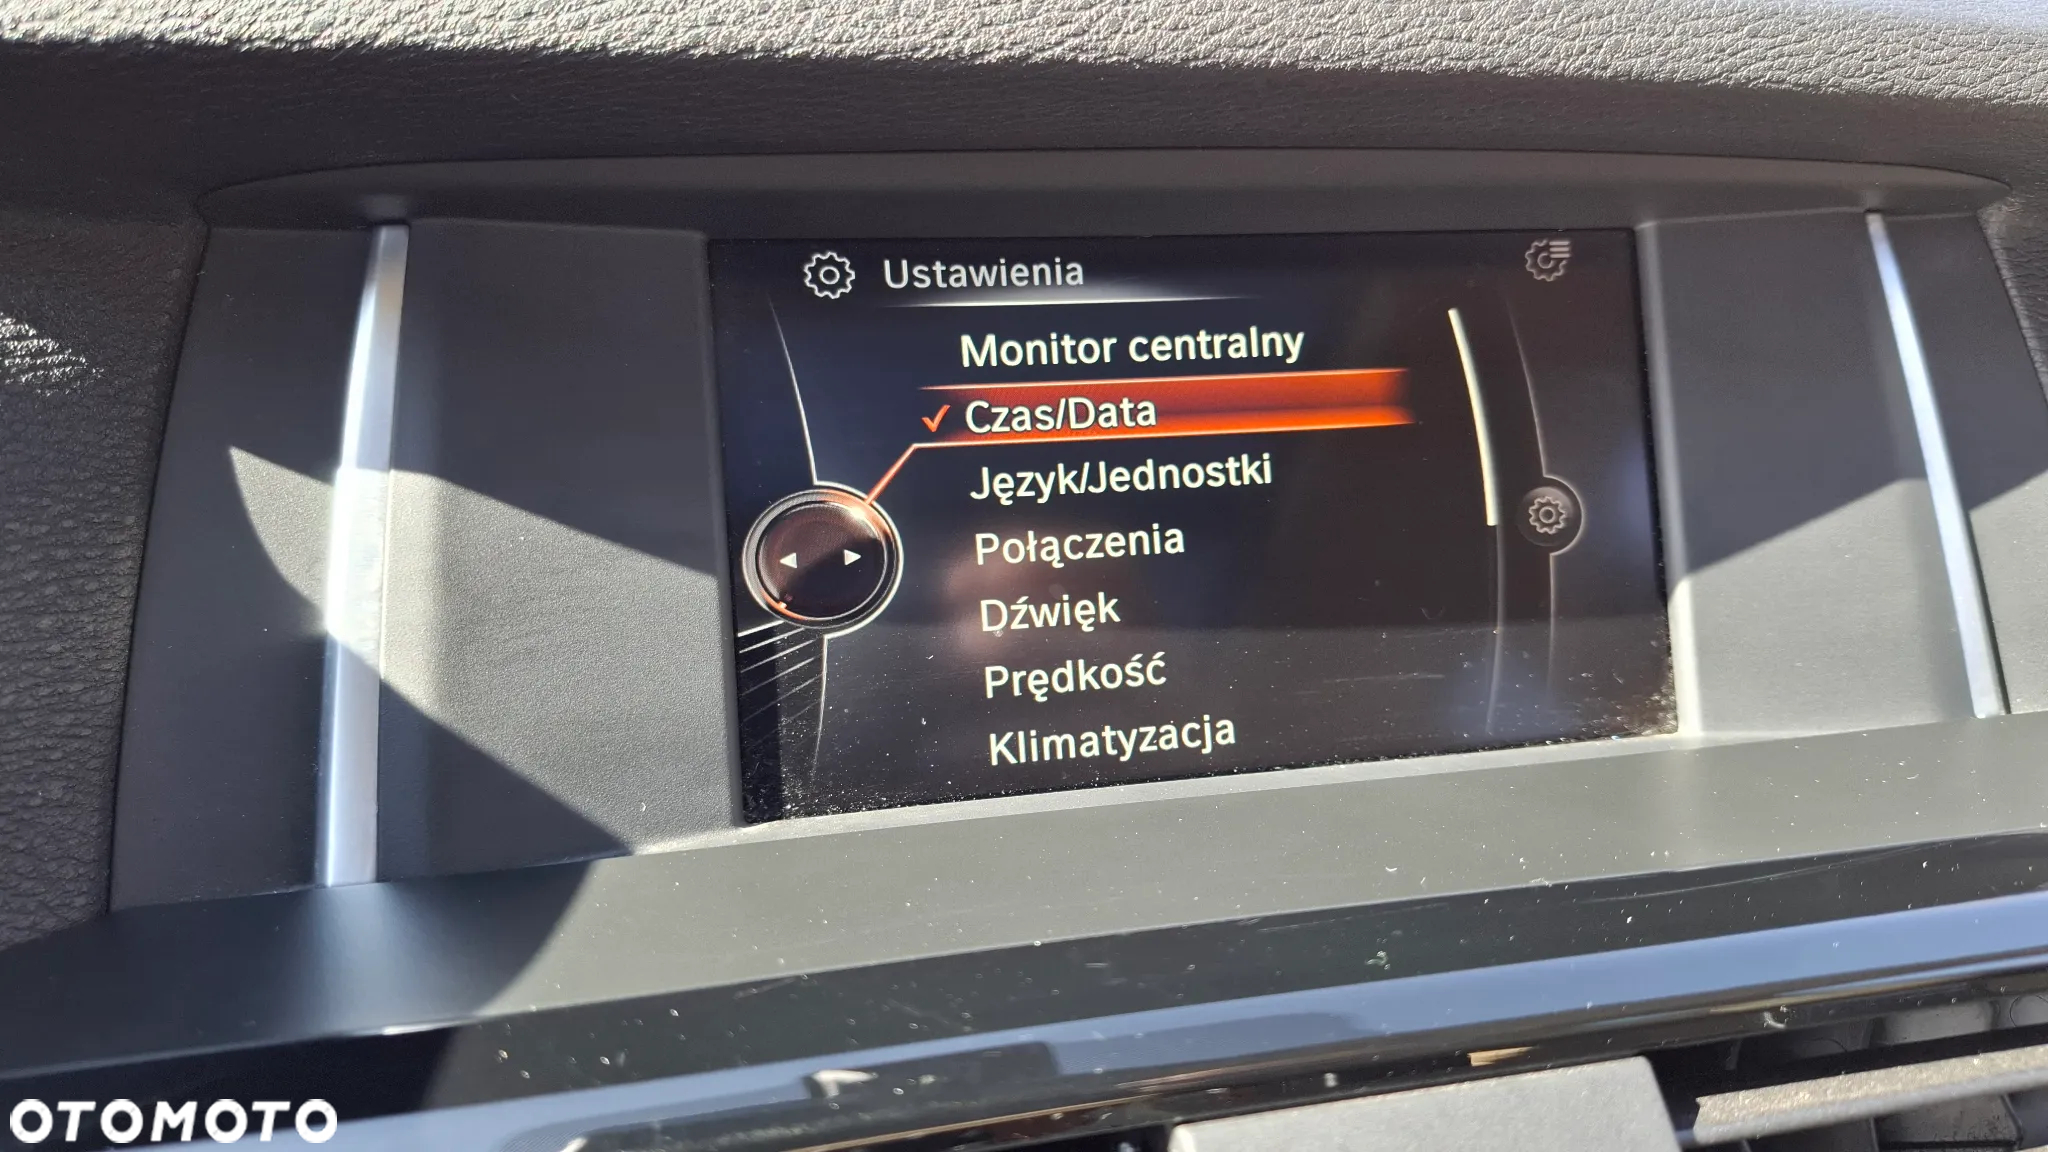 Ustawienia
Monitor centralny
Czas/Data
Język/Jednostki
Połączenia
Dźwięk
Prędkość
Klimatyzacja
OTOMOTO